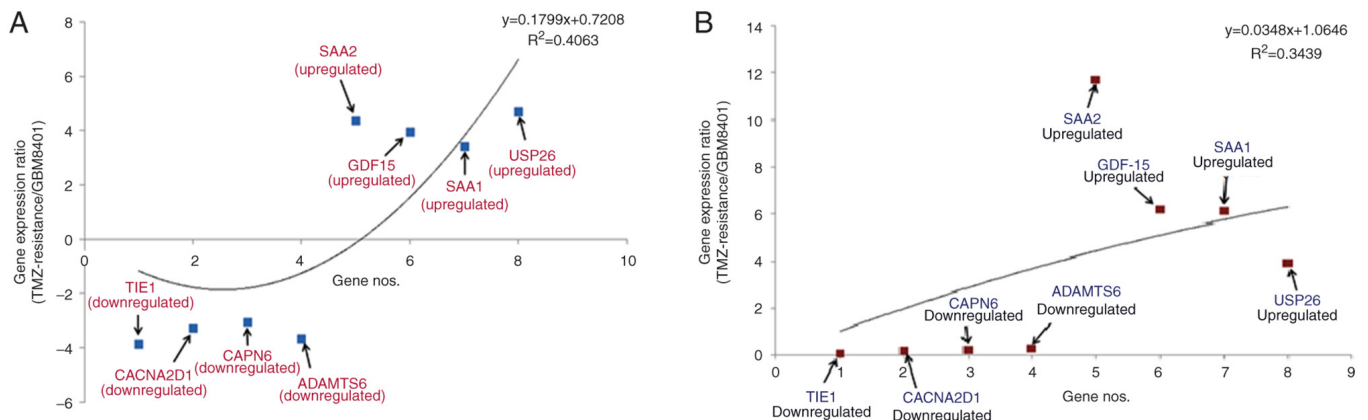 A
y=0.1799x+0.7208
R²=0.4063
Gene expression ratio
(TMZ-resistance/GBM8401)
8
6
4
2
0
−2
−4
−6
0
2
4
6
8
10
Gene nos.
SAA2
(upregulated)
GDF15
(upregulated)
SAA1
(upregulated)
USP26
(upregulated)
TIE1
(downregulated)
CACNA2D1
(downregulated)
CAPN6
(downregulated)
ADAMTS6
(downregulated)
B
y=0.0348x+1.0646
R²=0.3439
Gene expression ratio
(TMZ-resistance/GBM8401)
14
12
10
8
6
4
2
0
0
1
2
3
4
5
6
7
8
9
Gene nos.
SAA2
Upregulated
GDF-15
Upregulated
SAA1
Upregulated
USP26
Upregulated
CAPN6
Downregulated
ADAMTS6
Downregulated
TIE1
Downregulated
CACNA2D1
Downregulated